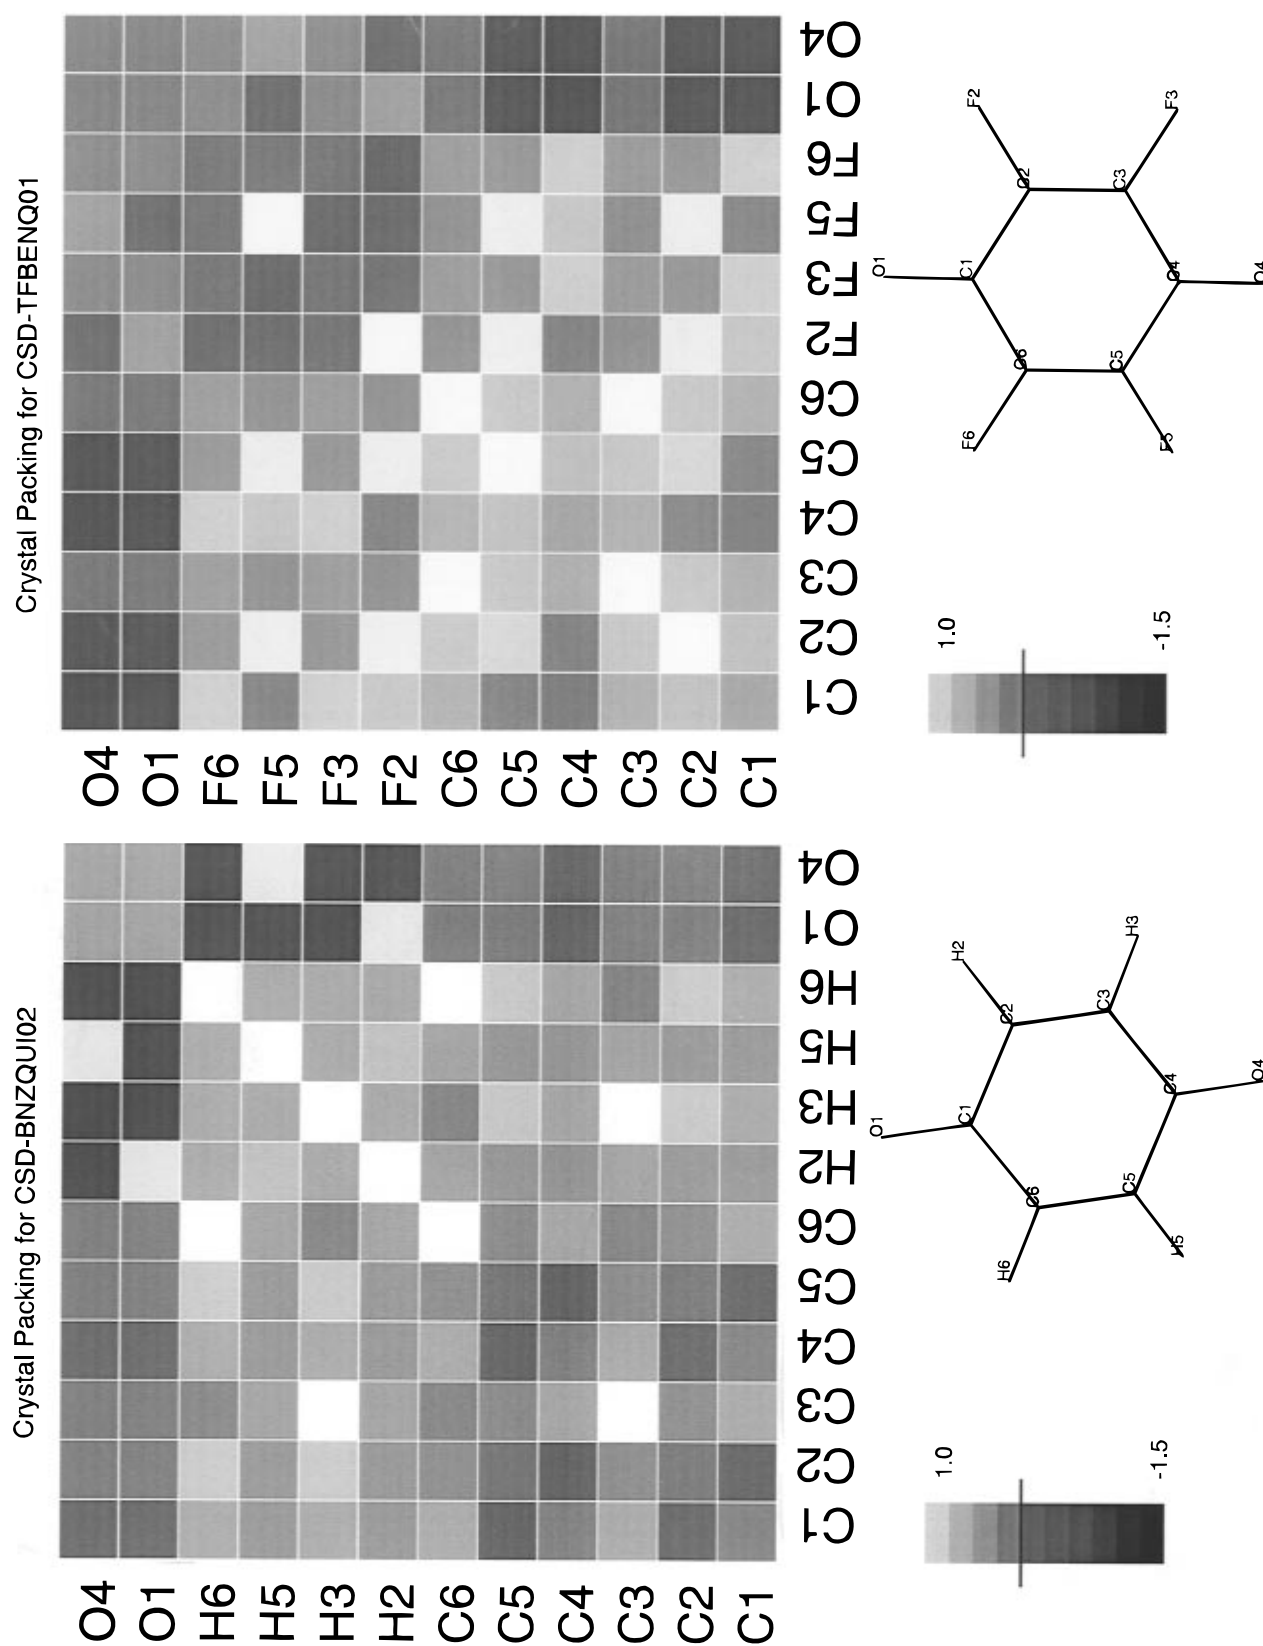 Crystal Packing for CSD-TFBENQ01
O4
O1
F6
F5
F3
F2
C6
C5
C4
C3
C2
C1
O4 O1 F6 F5 F3 F2 C6 C5 C4 C3 C2 C1
F2
F3
C2
C3
O1
C1
C4
O4
C6
C5
F6
F5
1.0
-1.5
Crystal Packing for CSD-BNZQUI02
O4
O1
H6
H5
H3
H2
C6
C5
C4
C3
C2
C1
O4 O1 H6 H5 H3 H2 C6 C5 C4 C3 C2 C1
H2
H3
C2
C3
O1
C1
C4
O4
C6
C5
H6
H5
1.0
-1.5